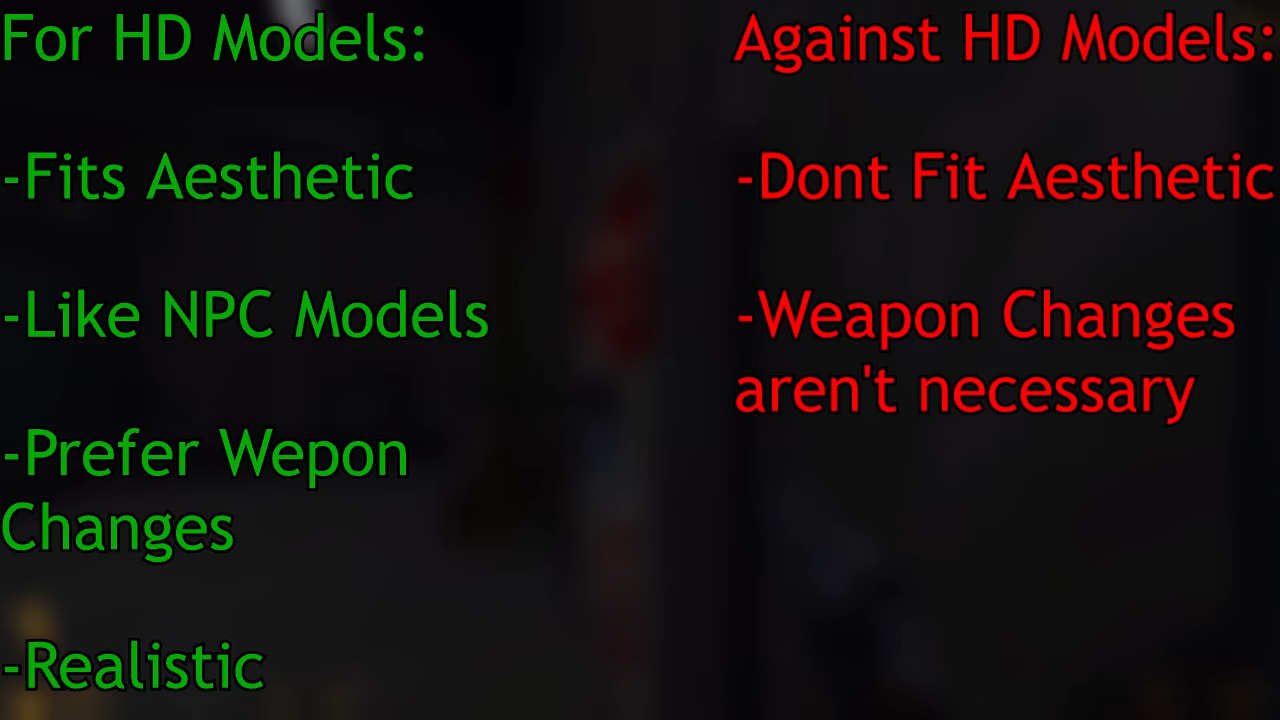 For HD Models:
-Fits Aesthetic
-Like NPC Models
-Prefer Wepon
Changes
-Realistic
Against HD Models:
-Dont Fit Aesthetic
-Weapon Changes
aren't necessary